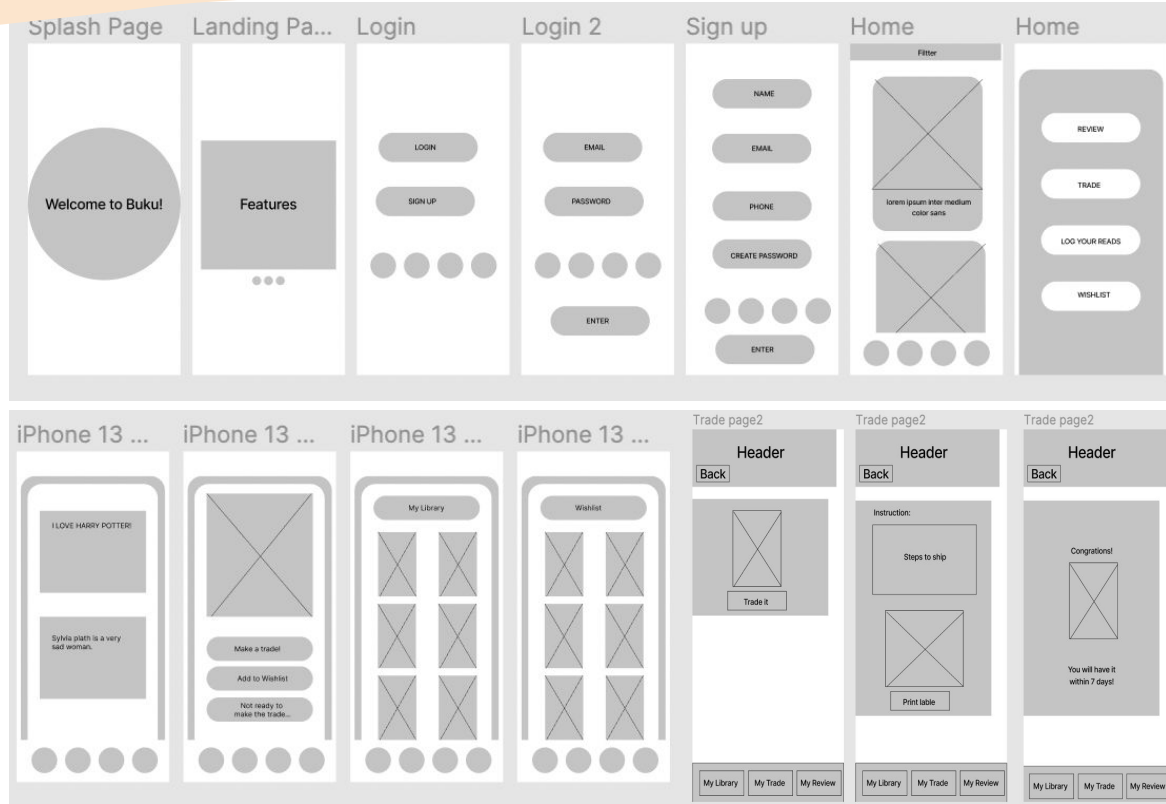 Splash Page
Landing Pa...
Login
Login 2
Sign up
Home
Home
Welcome to Buku!
Features
LOGIN
SIGN UP
EMAIL
PASSWORD
ENTER
NAME
EMAIL
PHONE
CREATE PASSWORD
ENTER
Filtter
lorem ipsum inter medium
color sans
REVIEW
TRADE
LOG YOUR READS
WISHLIST
iPhone 13 ...
iPhone 13 ...
iPhone 13 ...
iPhone 13 ...
Trade page2
Trade page2
Trade page2
I LOVE HARRY POTTER!
Sylvia plath is a very
sad woman.
Make a trade!
Add to Wishlist
Not ready to
make the trade...
My Library
Wishlist
Header
Back
Trade it
My Library
My Trade
My Review
Header
Back
Instruction:
Steps to ship
Print lable
My Library
My Trade
My Review
Header
Back
Congrations!
You will have it
within 7 days!
My Library
My Trade
My Review